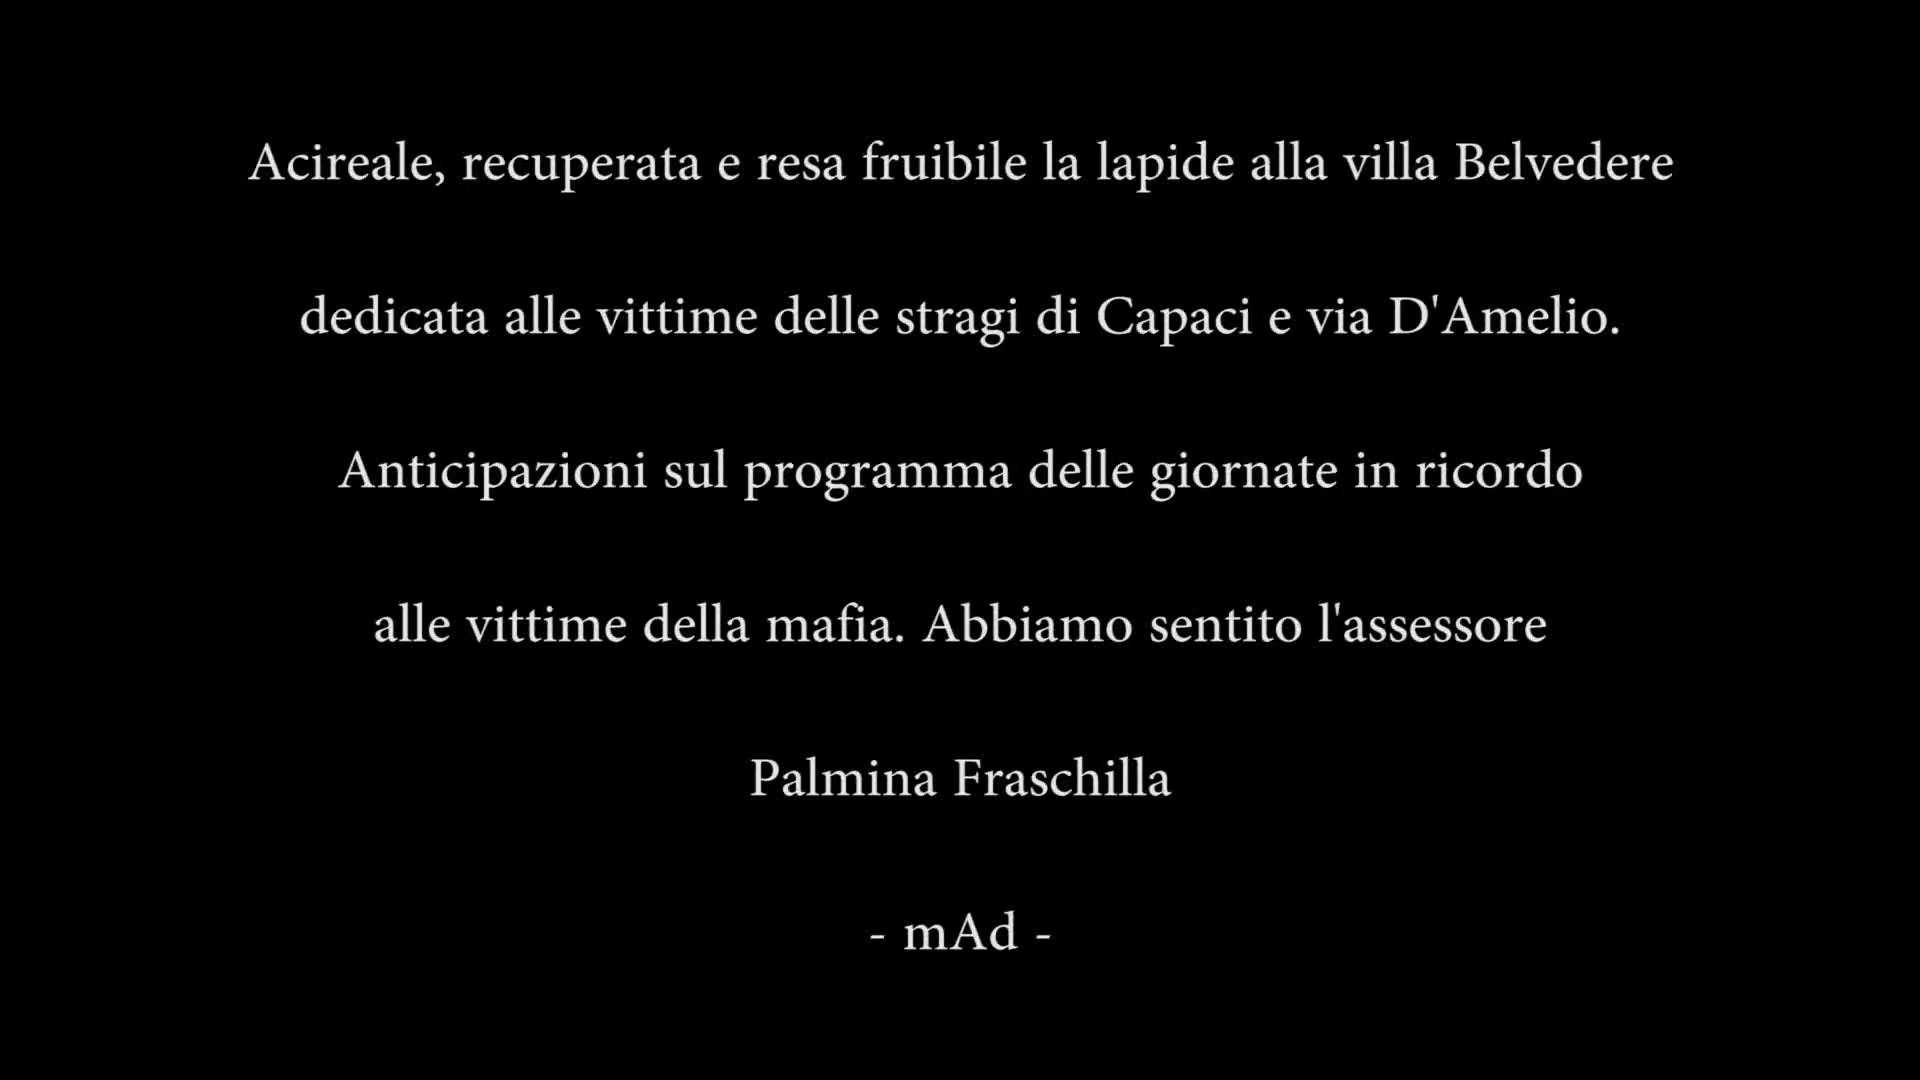 Acireale, recuperata e resa fruibile la lapide alla villa Belvedere
dedicata alle vittime delle stragi di Capaci e via D'Amelio.
Anticipazioni sul programma delle giornate in ricordo
alle vittime della mafia. Abbiamo sentito l'assessore
Palmina Fraschilla
- mAd -